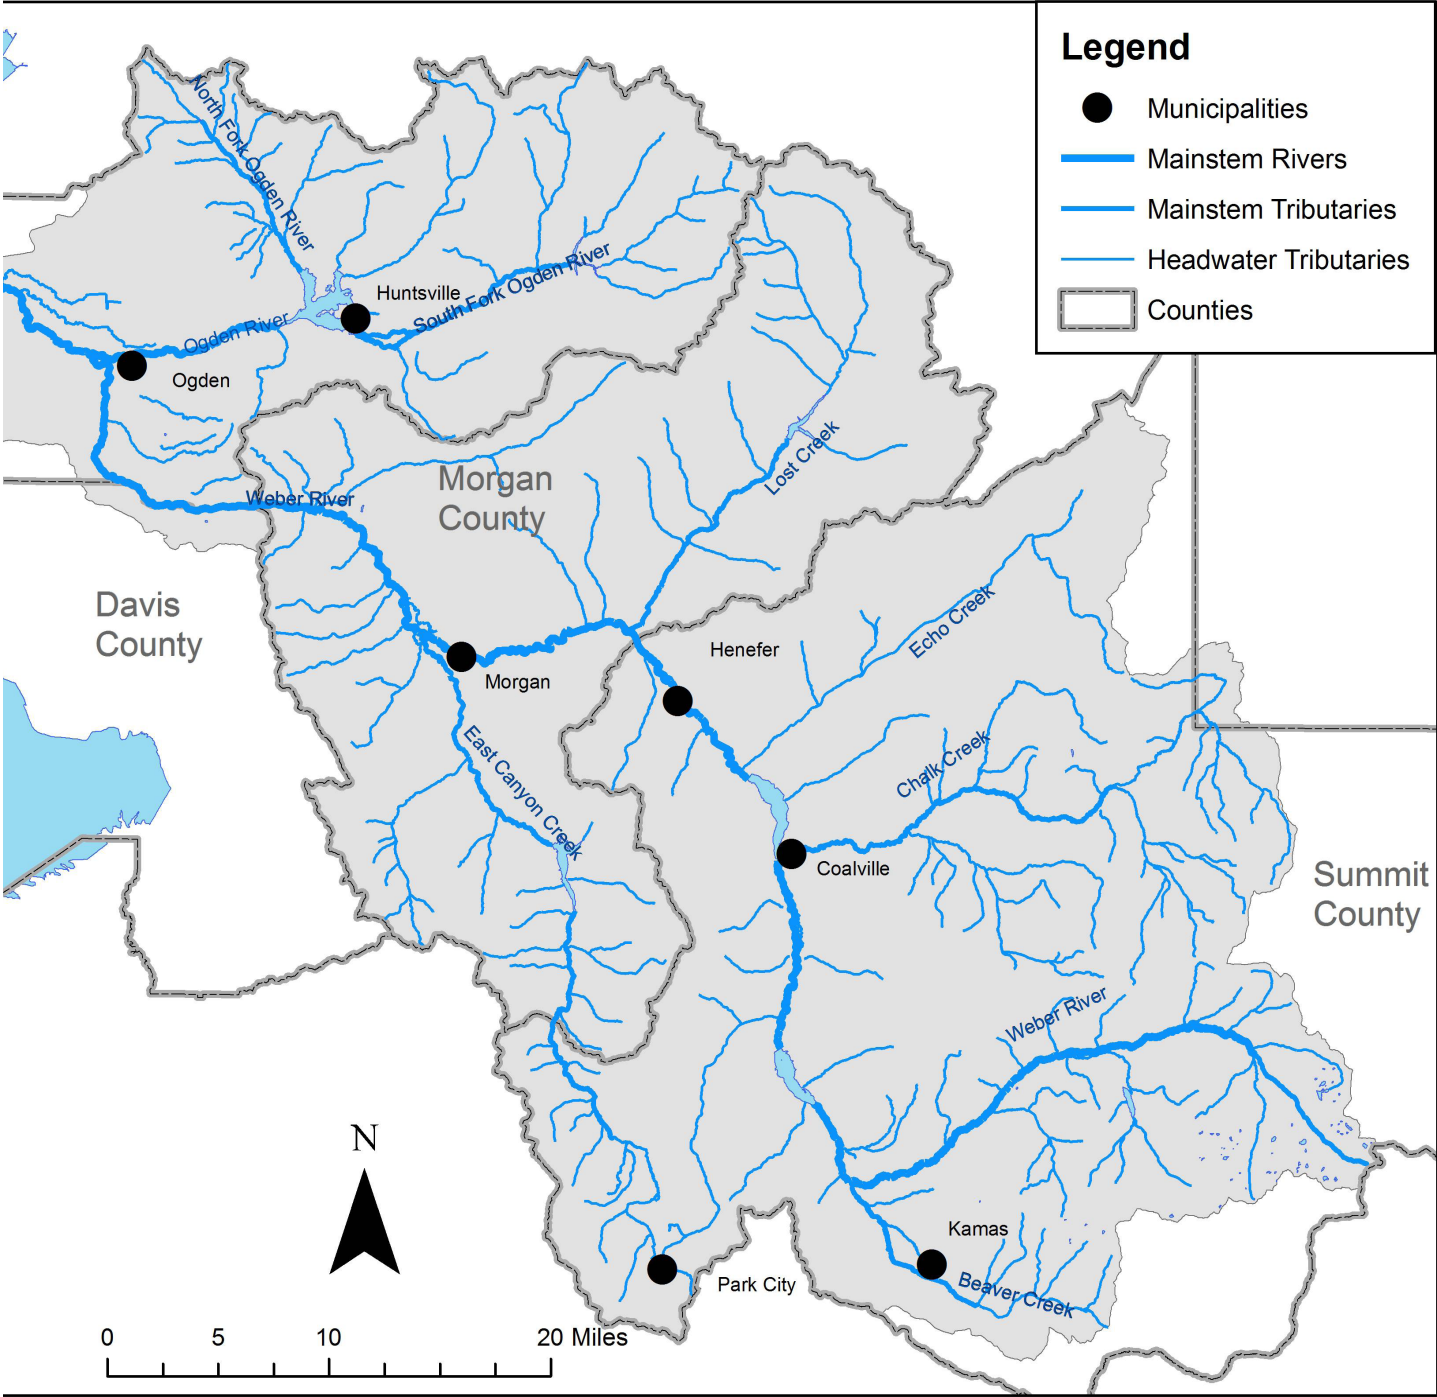 Legend
Municipalities
Mainstem Rivers
Mainstem Tributaries
Headwater Tributaries
Counties
North Fork Ogden River
Huntsville
South Fork Ogden River
Ogden River
Ogden
Lost Creek
Morgan
County
Weber River
Davis
County
Echo Creek
Henefer
Morgan
East Canyon Creek
Chalk Creek
Coalville
Summit
County
Weber River
N
Kamas
Park City
Beaver Creek
0 5 10 20 Miles